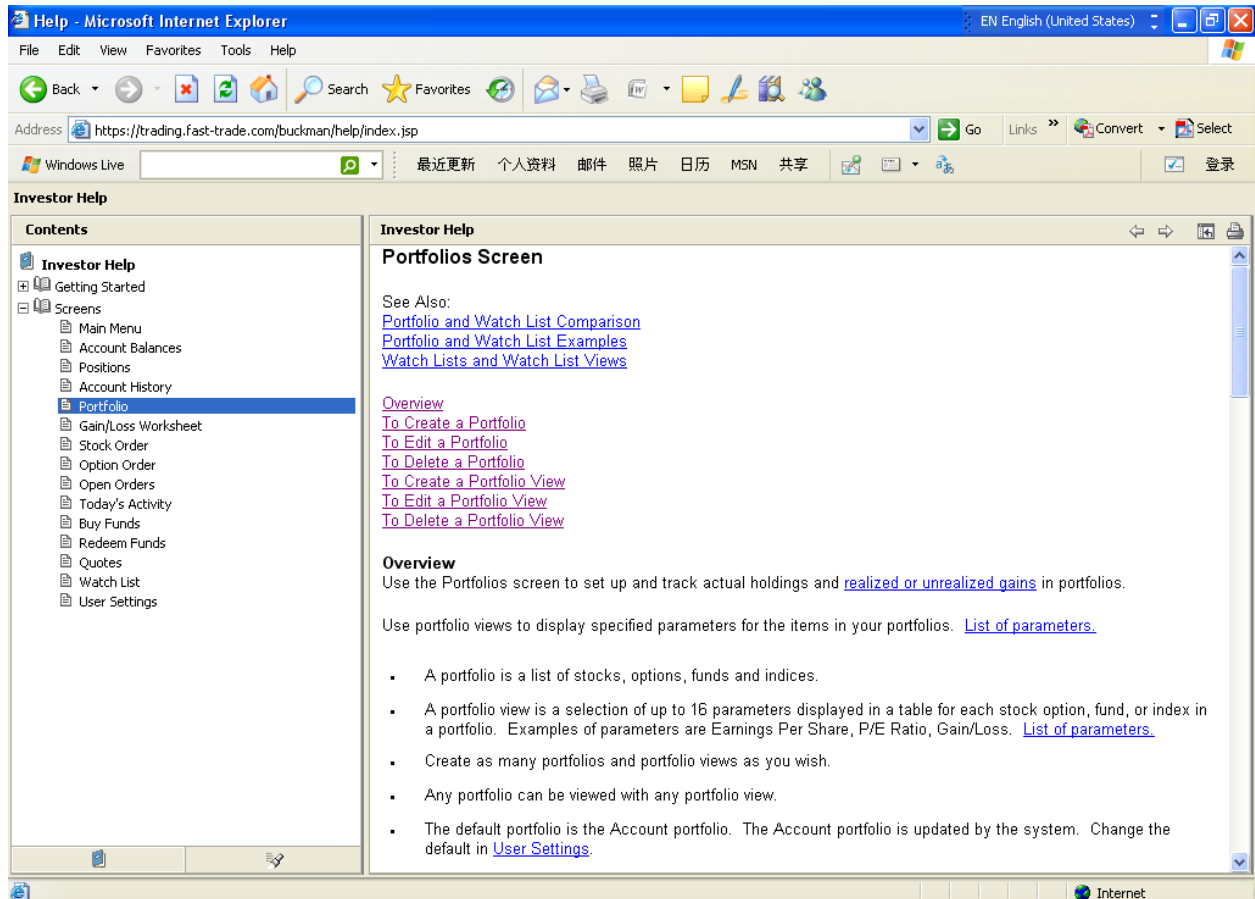 Help - Microsoft Internet Explorer
EN English (United States)
File Edit View Favorites Tools Help
Back Search Favorites
Address https://trading.fast-trade.com/buckman/help/index.jsp Go Links » Convert Select
Windows Live 最近更新 个人资料 邮件 照片 日历 MSN 共享 登录
Investor Help
Contents
Investor Help
Getting Started
Screens
Main Menu
Account Balances
Positions
Account History
Portfolio
Gain/Loss Worksheet
Stock Order
Option Order
Open Orders
Today's Activity
Buy Funds
Redeem Funds
Quotes
Watch List
User Settings
Investor Help
Portfolios Screen
See Also:
Portfolio and Watch List Comparison
Portfolio and Watch List Examples
Watch Lists and Watch List Views
Overview
To Create a Portfolio
To Edit a Portfolio
To Delete a Portfolio
To Create a Portfolio View
To Edit a Portfolio View
To Delete a Portfolio View
Overview
Use the Portfolios screen to set up and track actual holdings and realized or unrealized gains in portfolios.
Use portfolio views to display specified parameters for the items in your portfolios. List of parameters.
A portfolio is a list of stocks, options, funds and indices.
A portfolio view is a selection of up to 16 parameters displayed in a table for each stock option, fund, or index in
a portfolio. Examples of parameters are Earnings Per Share, P/E Ratio, Gain/Loss. List of parameters.
Create as many portfolios and portfolio views as you wish.
Any portfolio can be viewed with any portfolio view.
The default portfolio is the Account portfolio. The Account portfolio is updated by the system. Change the
default in User Settings.
Internet